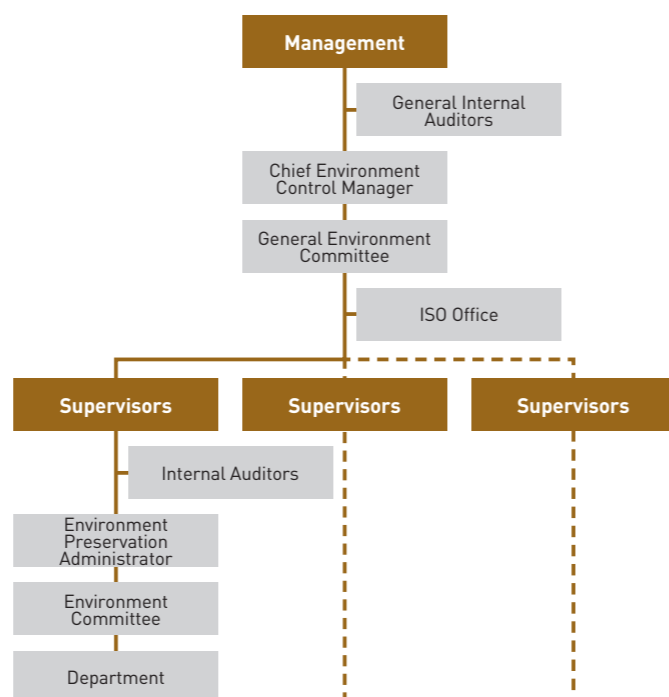 Management
General Internal
Auditors
Chief Environment
Control Manager
General Environment
Committee
ISO Office
Supervisors
Supervisors
Supervisors
Internal Auditors
Environment
Preservation
Administrator
Environment
Committee
Department